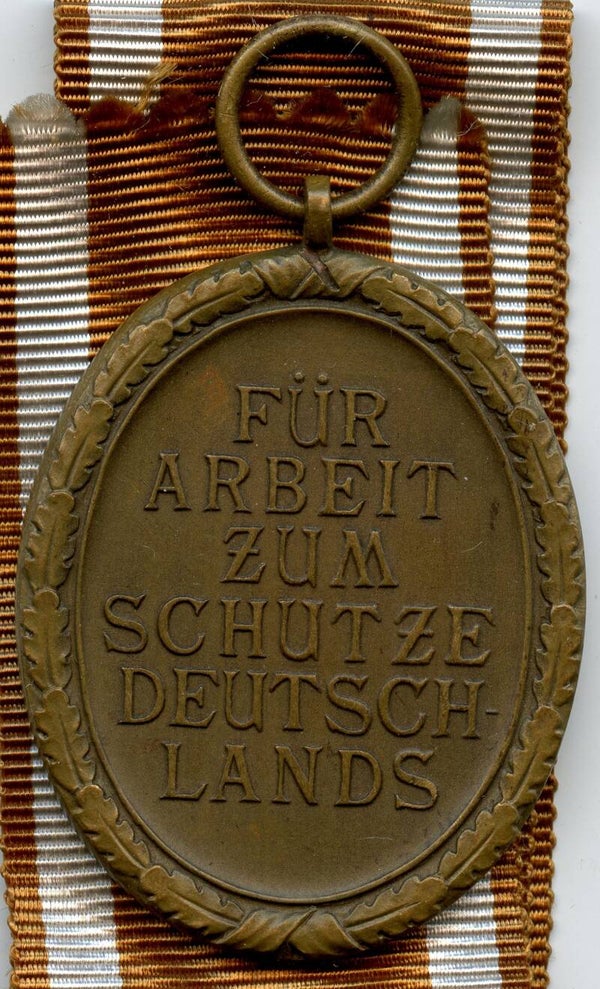 FÜR
ARBEIT
ZUM
SCHUTZE
DEUTSCH-
LANDS